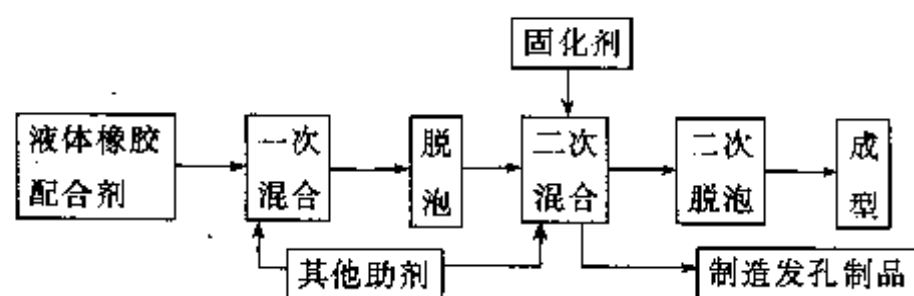 固化剂
液体橡胶
配合剂
一次
混合
脱
泡
二次
混合
二次
脱泡
成
型
其他助剂
制造发孔制品